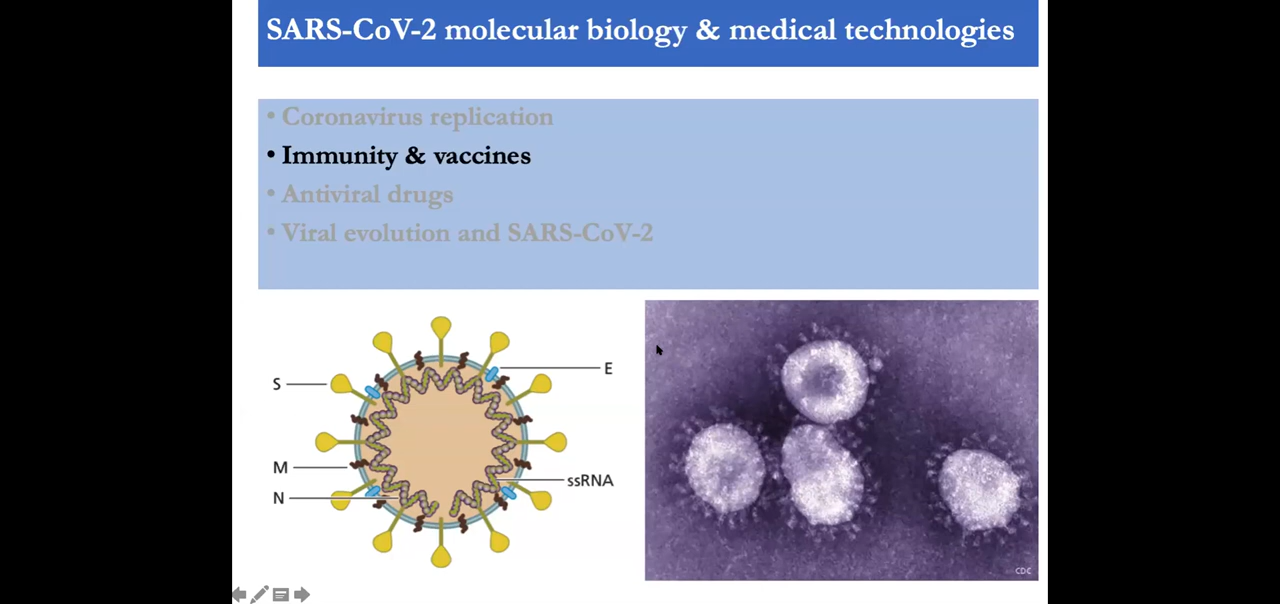 SARS-CoV-2 molecular biology & medical technologies
• Coronavirus replication
• Immunity & vaccines
• Antiviral drugs
• Viral evolution and SARS-CoV-2
S
E
M
N
ssRNA
CDC